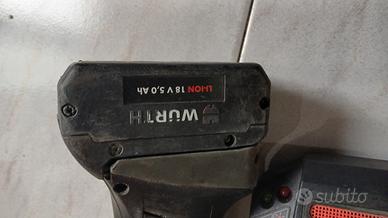 LI-ION 18 V 5,0 Ah
WÜRTH
subito